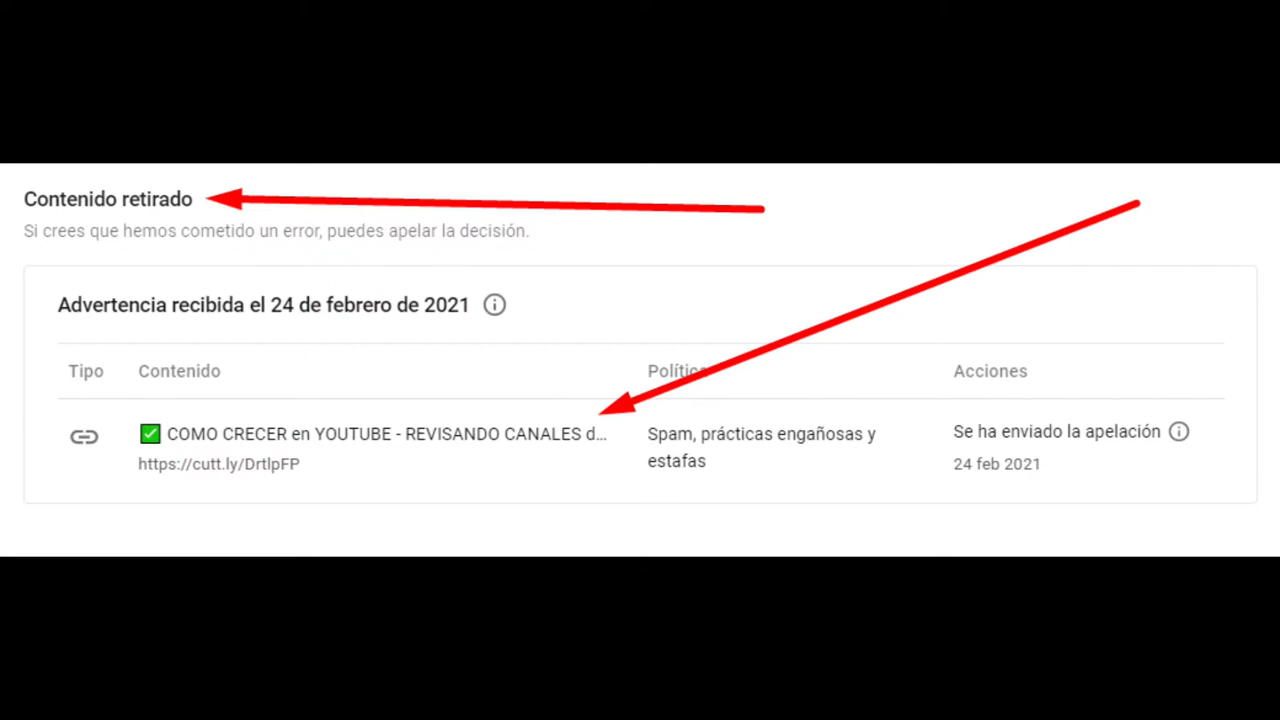 Contenido retirado
Si crees que hemos cometido un error, puedes apelar la decisión.
Advertencia recibida el 24 de febrero de 2021
Tipo Contenido Política Acciones
✅ COMO CRECER en YOUTUBE - REVISANDO CANALES d... Spam, prácticas engañosas y estafas Se ha enviado la apelación
https://cutt.ly/DrtlpFP 24 feb 2021